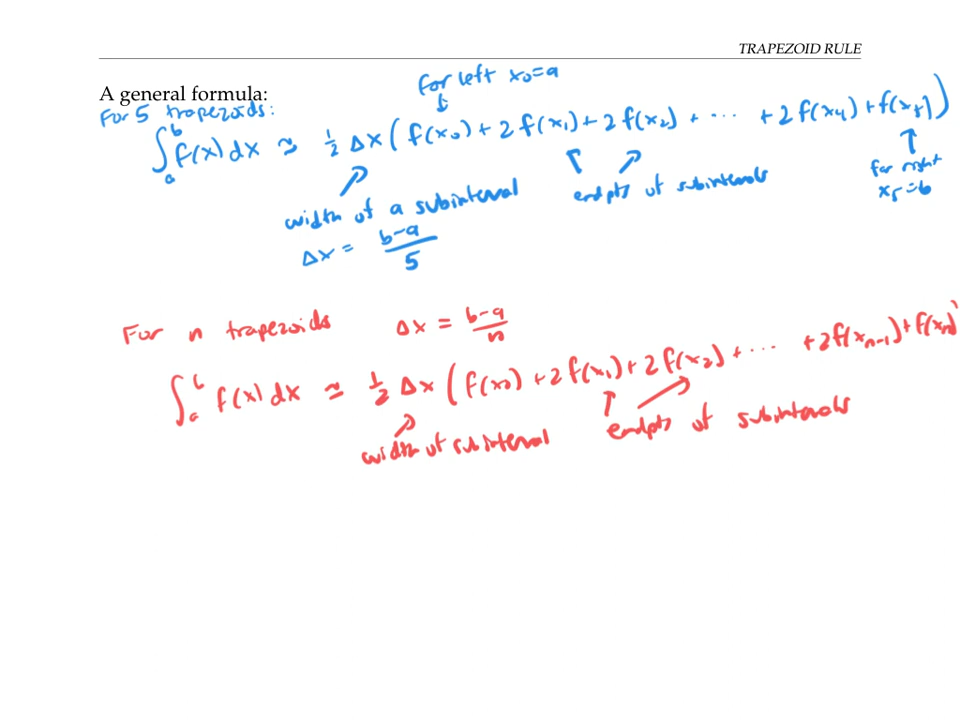 TRAPEZOID RULE
A general formula:
for left x₀=a
For 5 trapezoids:
∫ₐᵇ f(x) dx ≈ ½ Δx ( f(x₀) + 2 f(x₁) + 2 f(x₂) + ... + 2 f(x₄) + f(x₅) )
width of a subinterval
endpts of subintervals
far right
x₅=b
Δx = (b-a)/5
For n trapezoids Δx = (b-a)/n
∫ₐᵇ f(x) dx ≈ ½ Δx ( f(x₀) + 2 f(x₁) + 2 f(x₂) + ... + 2f(xₙ₋₁) + f(xₙ)
width of subinterval
endpts of subintervals